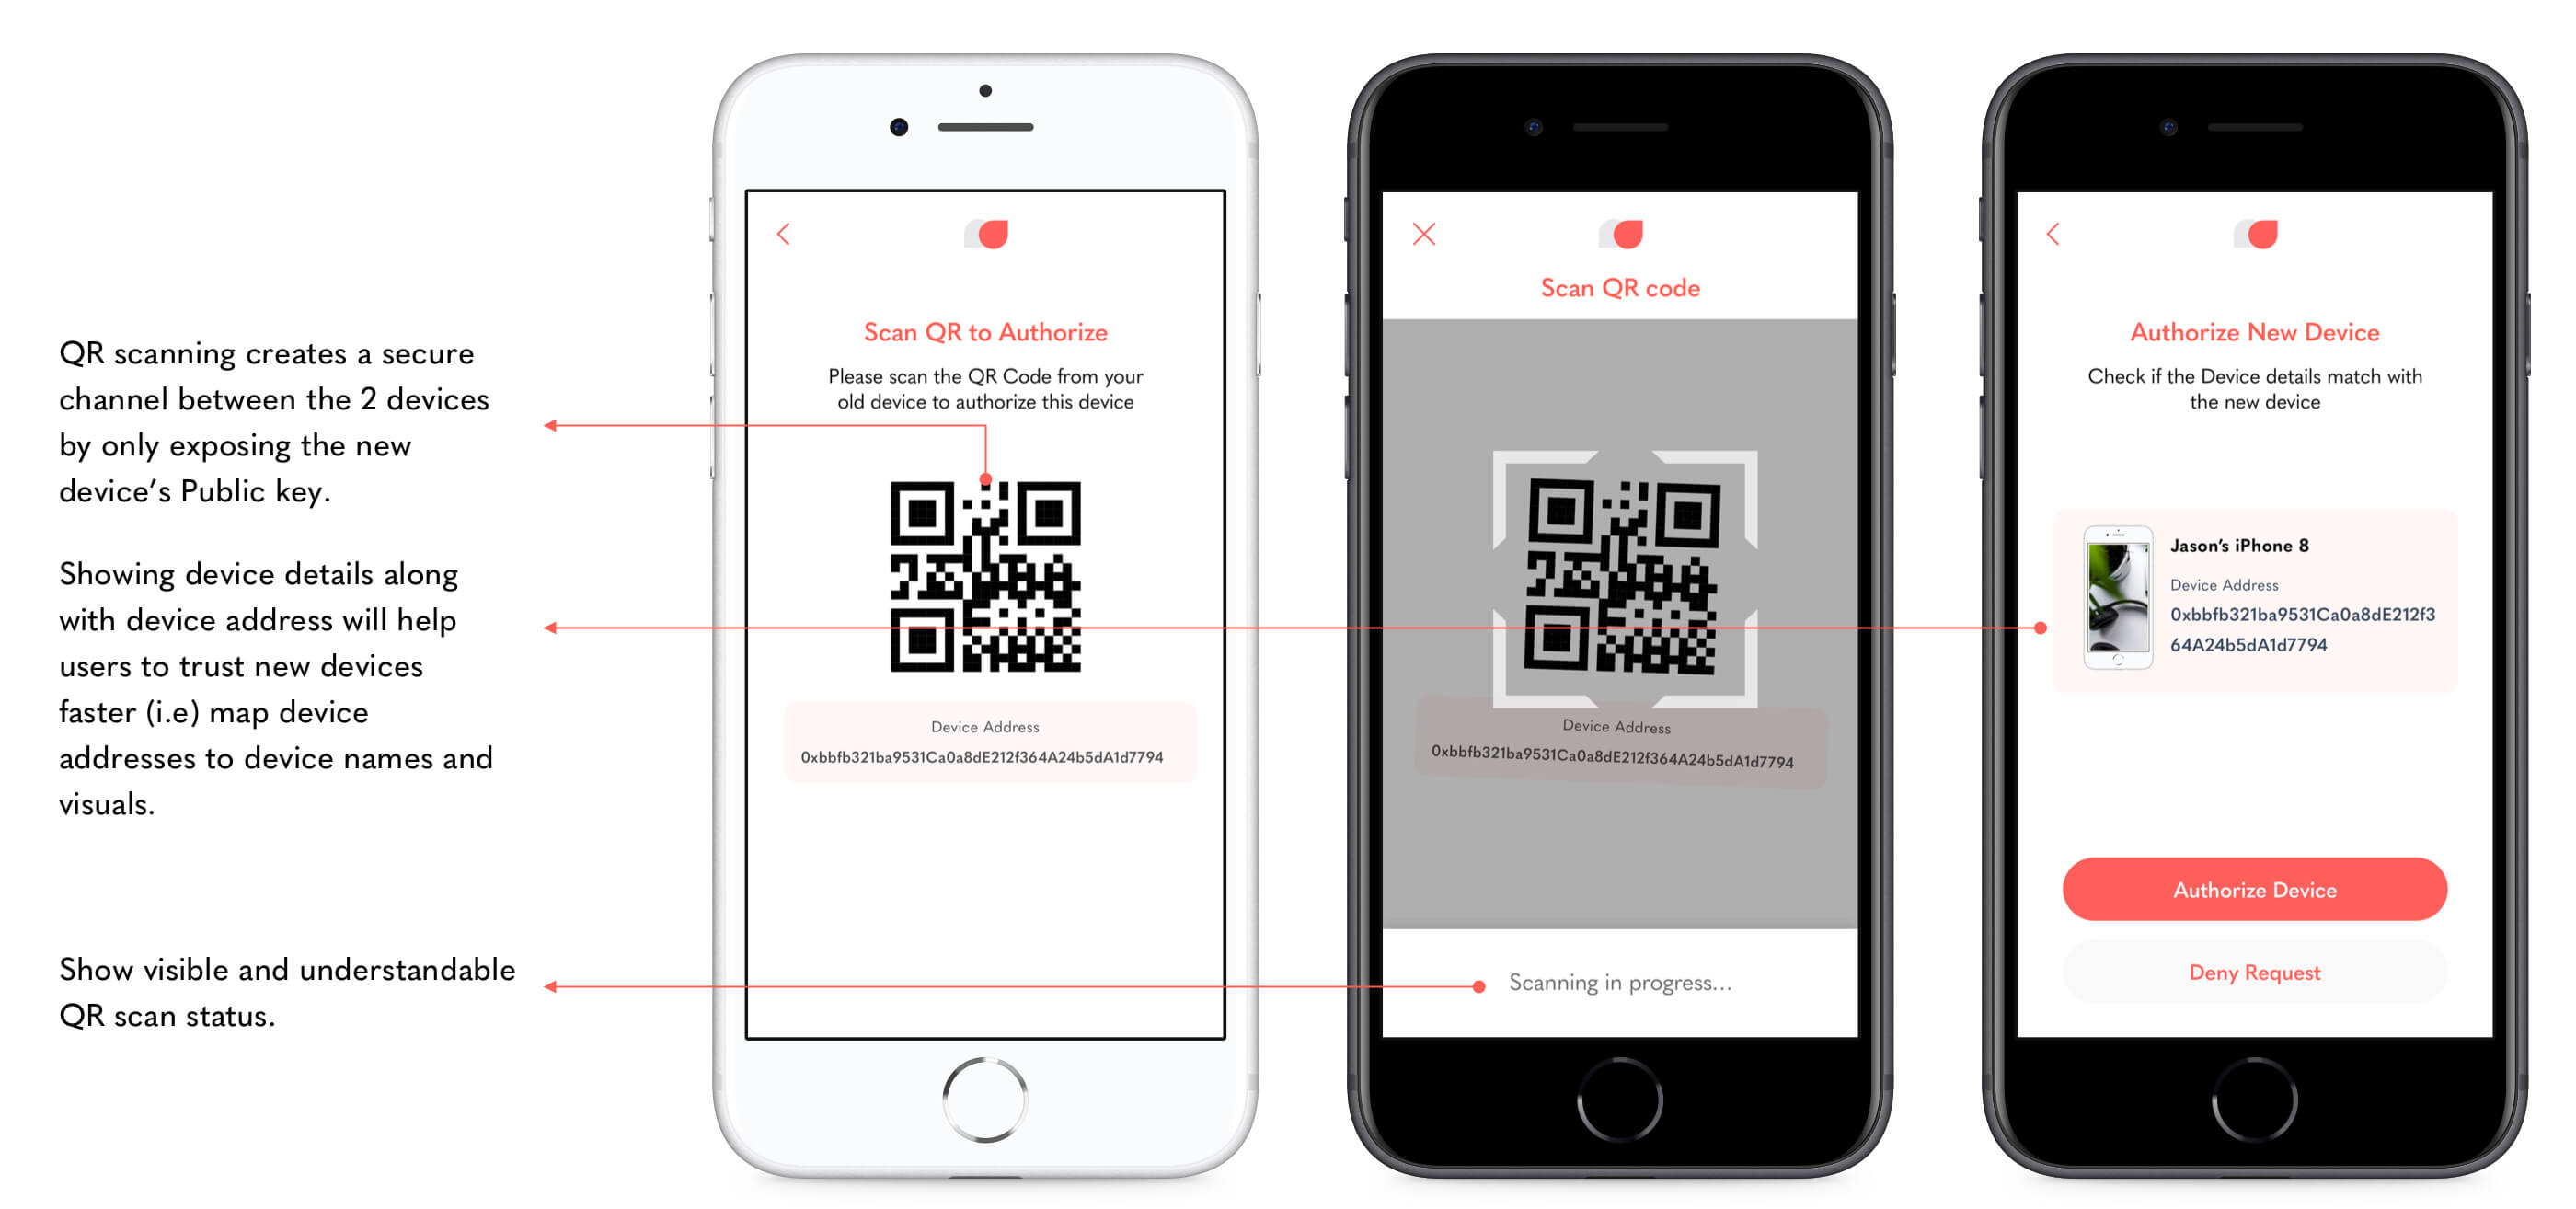 QR scanning creates a secure
channel between the 2 devices
by only exposing the new
device's Public key.
Showing device details along
with device address will help
users to trust new devices
faster (i.e) map device
addresses to device names and
visuals.
Show visible and understandable
QR scan status.
Scan QR to Authorize
Please scan the QR Code from your
old device to authorize this device
Device Address
0xbbfb321ba9531Ca0a8dE212f364A24b5dA1d7794
Scan QR code
Device Address
0xbbfb321ba9531Ca0a8dE212f364A24b5dA1d7794
Scanning in progress...
Authorize New Device
Check if the Device details match with
the new device
Jason's iPhone 8
Device Address
0xbbfb321ba9531Ca0a8dE212f3
64A24b5dA1d7794
Authorize Device
Deny Request